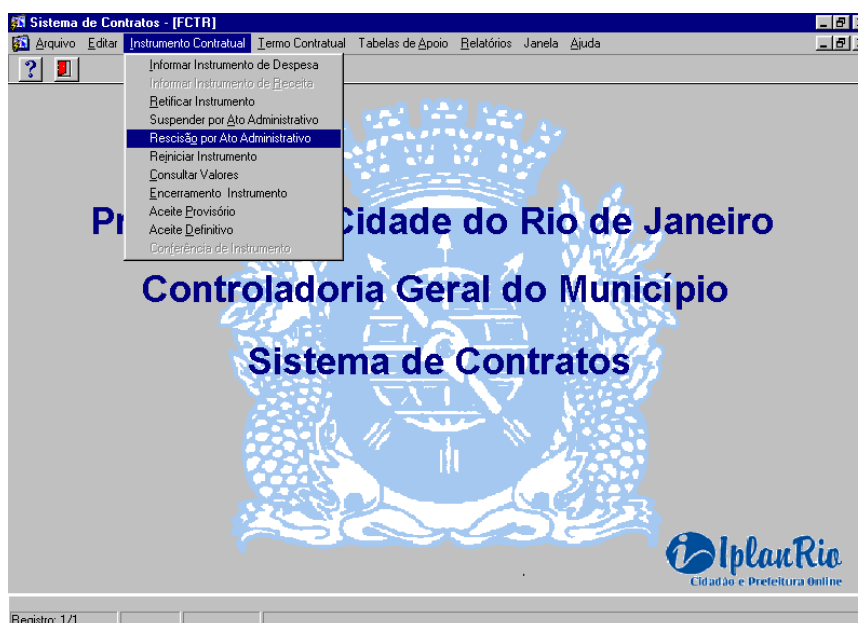 Sistema de Contratos - [FCTR]
Arquivo Editar Instrumento Contratual Termo Contratual Tabelas de Apoio Relatórios Janela Ajuda
?
Informar Instrumento de Despesa
Informar Instrumento de Receita
Retificar Instrumento
Suspender por Ato Administrativo
Rescisão por Ato Administrativo
Reiniciar Instrumento
Consultar Valores
Encerramento Instrumento
Aceite Provisório
Aceite Definitivo
Conferência de Instrumento
Cidade do Rio de Janeiro
Controladoria Geral do Município
Sistema de Contratos
IplanRio
Cidadão e Prefeitura Online
Registro: 1/1